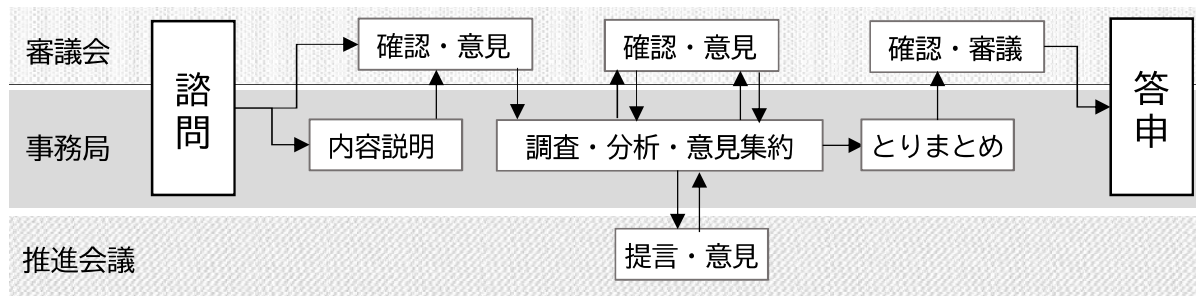 審議会
諮問
確認・意見
確認・意見
確認・審議
答申
事務局
内容説明
調査・分析・意見集約
とりまとめ
推進会議
提言・意見